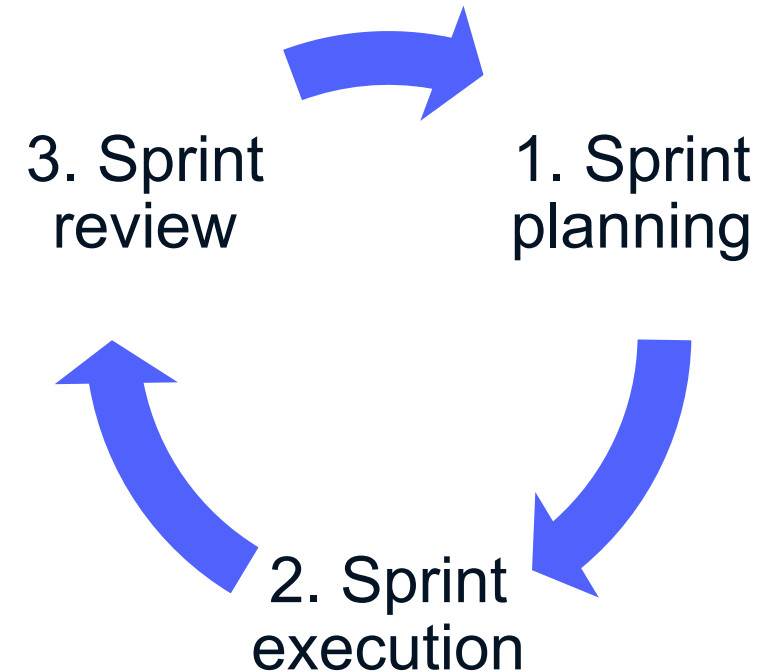 1. Sprint
planning
2. Sprint
execution
3. Sprint
review